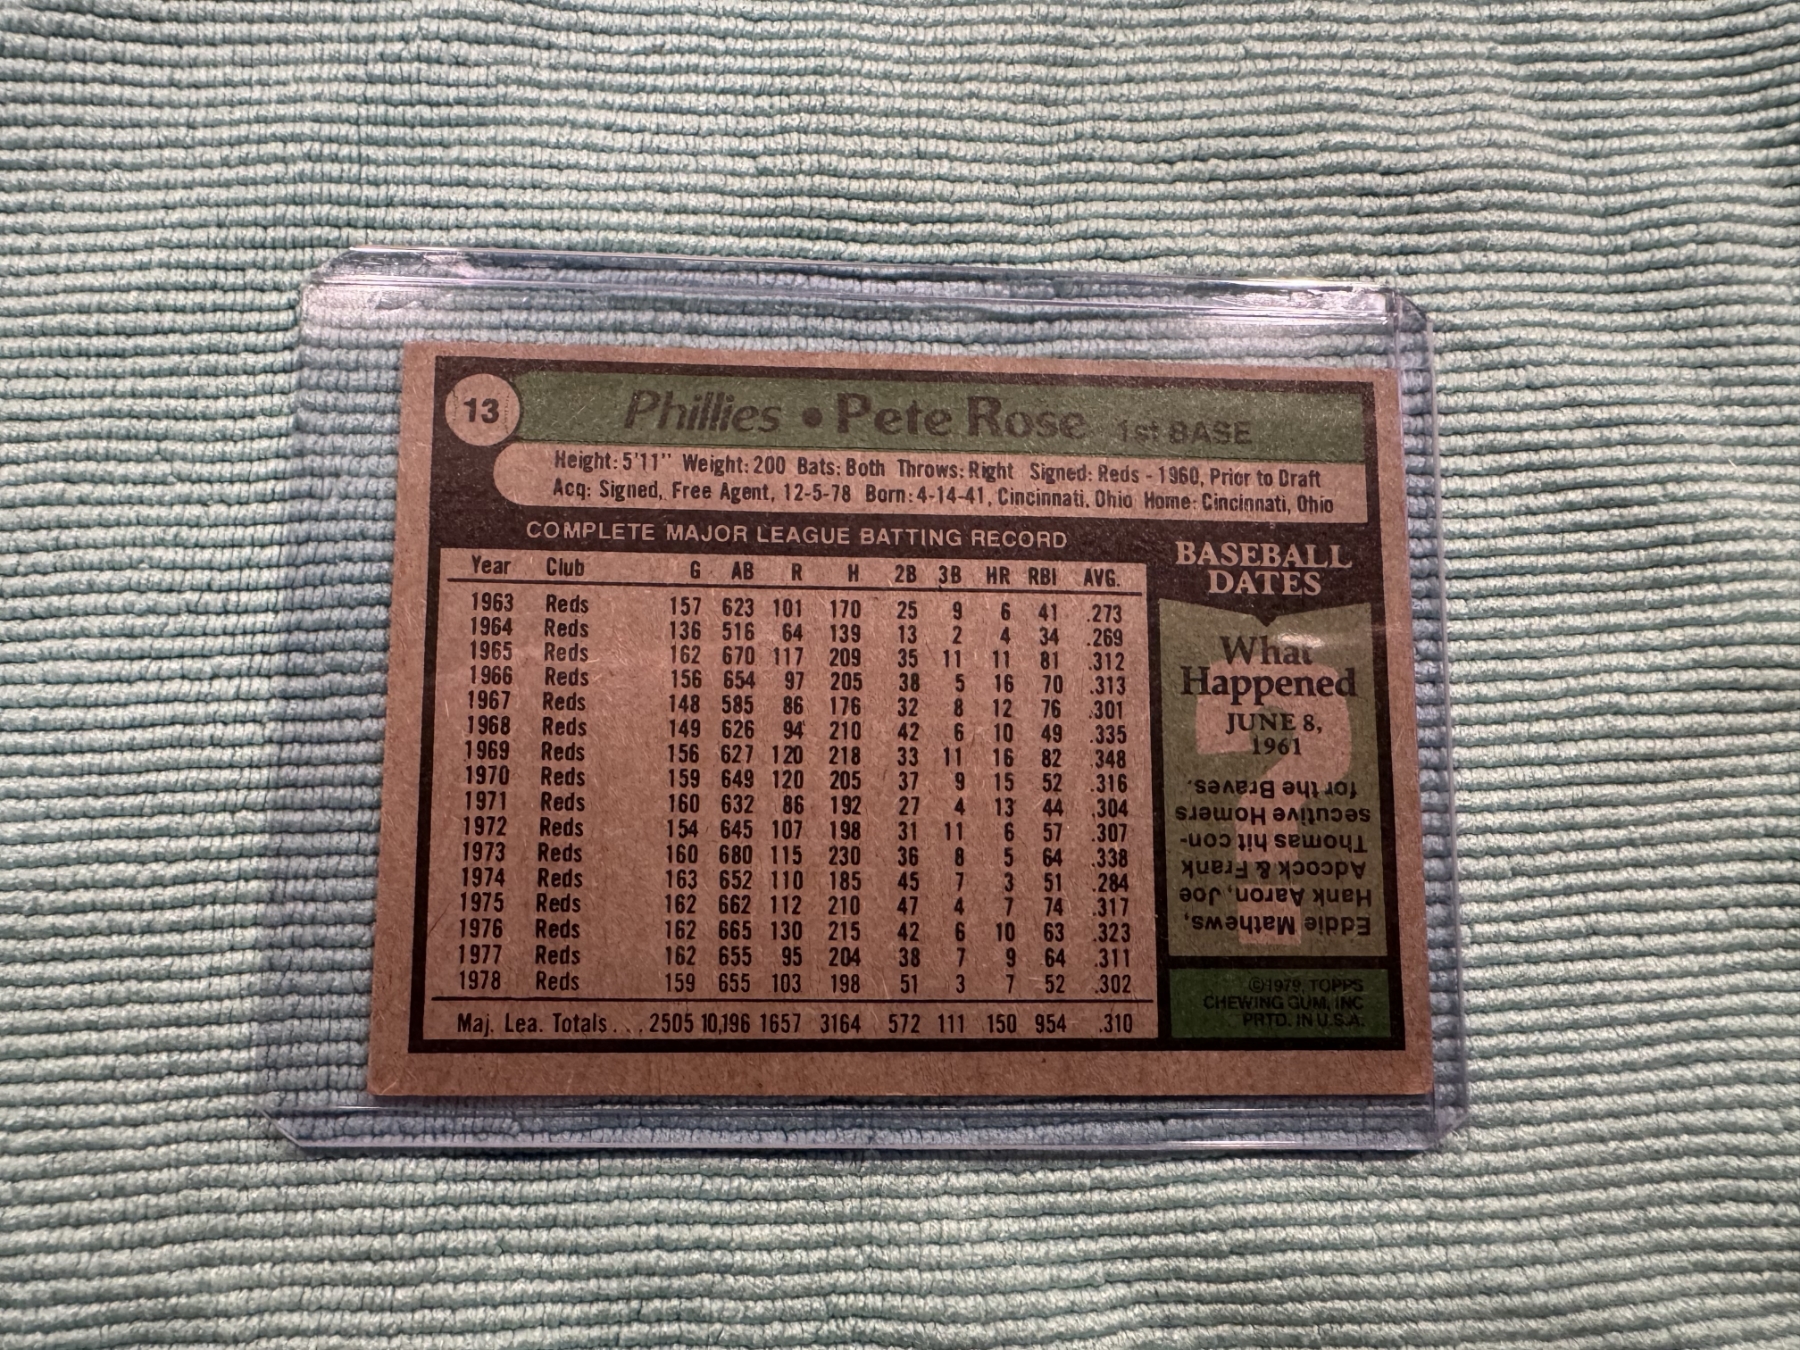 13
Phillies • Pete Rose 1st BASE
Height: 5'11" Weight: 200 Bats: Both Throws: Right Signed: Reds - 1960, Prior to Draft
Acq: Signed, Free Agent, 12-5-78 Born: 4-14-41, Cincinnati, Ohio Home: Cincinnati, Ohio
COMPLETE MAJOR LEAGUE BATTING RECORD
Year Club G AB R H 2B 3B HR RBI AVG.
1963 Reds 157 623 101 170 25 9 6 41 .273
1964 Reds 136 516 64 139 13 2 4 34 .269
1965 Reds 162 670 117 209 35 11 11 81 .312
1966 Reds 156 654 97 205 38 5 16 70 .313
1967 Reds 148 585 86 176 32 8 12 76 .301
1968 Reds 149 626 94 210 42 6 10 49 .335
1969 Reds 156 627 120 218 33 11 16 82 .348
1970 Reds 159 649 120 205 37 9 15 52 .316
1971 Reds 160 632 86 192 27 4 13 44 .304
1972 Reds 154 645 107 198 31 11 6 57 .307
1973 Reds 160 680 115 230 36 8 5 64 .338
1974 Reds 163 652 110 185 45 7 3 51 .284
1975 Reds 162 662 112 210 47 4 7 74 .317
1976 Reds 162 665 130 215 42 6 10 63 .323
1977 Reds 162 655 95 204 38 7 9 64 .311
1978 Reds 159 655 103 198 51 3 7 52 .302
Maj. Lea. Totals . . . 2505 10,196 1657 3164 572 111 150 954 .310
BASEBALL
DATES
What
Happened
JUNE 8,
1961
?
Eddie Mathews,
Hank Aaron, Joe
Adcock & Frank
Thomas hit con-
secutive Homers
for the Braves.
©1979, TOPPS
CHEWING GUM, INC
PRTD. IN U.S.A.